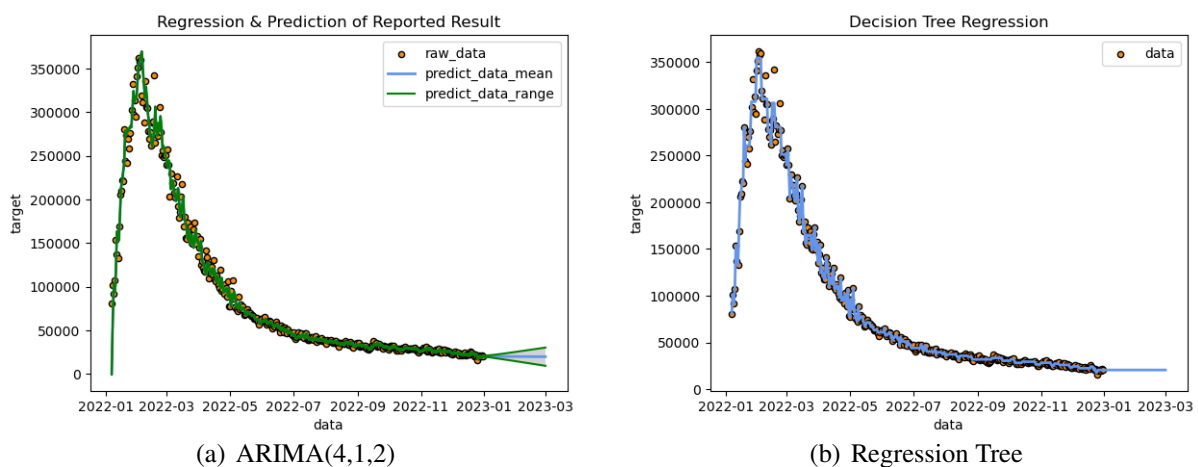 Regression & Prediction of Reported Result
raw_data
predict_data_mean
predict_data_range
350000
300000
250000
200000
150000
100000
50000
0
target
2022-01 2022-03 2022-05 2022-07 2022-09 2022-11 2023-01 2023-03
data
(a) ARIMA(4,1,2)
Decision Tree Regression
data
350000
300000
250000
200000
150000
100000
50000
0
target
2022-01 2022-03 2022-05 2022-07 2022-09 2022-11 2023-01 2023-03
data
(b) Regression Tree